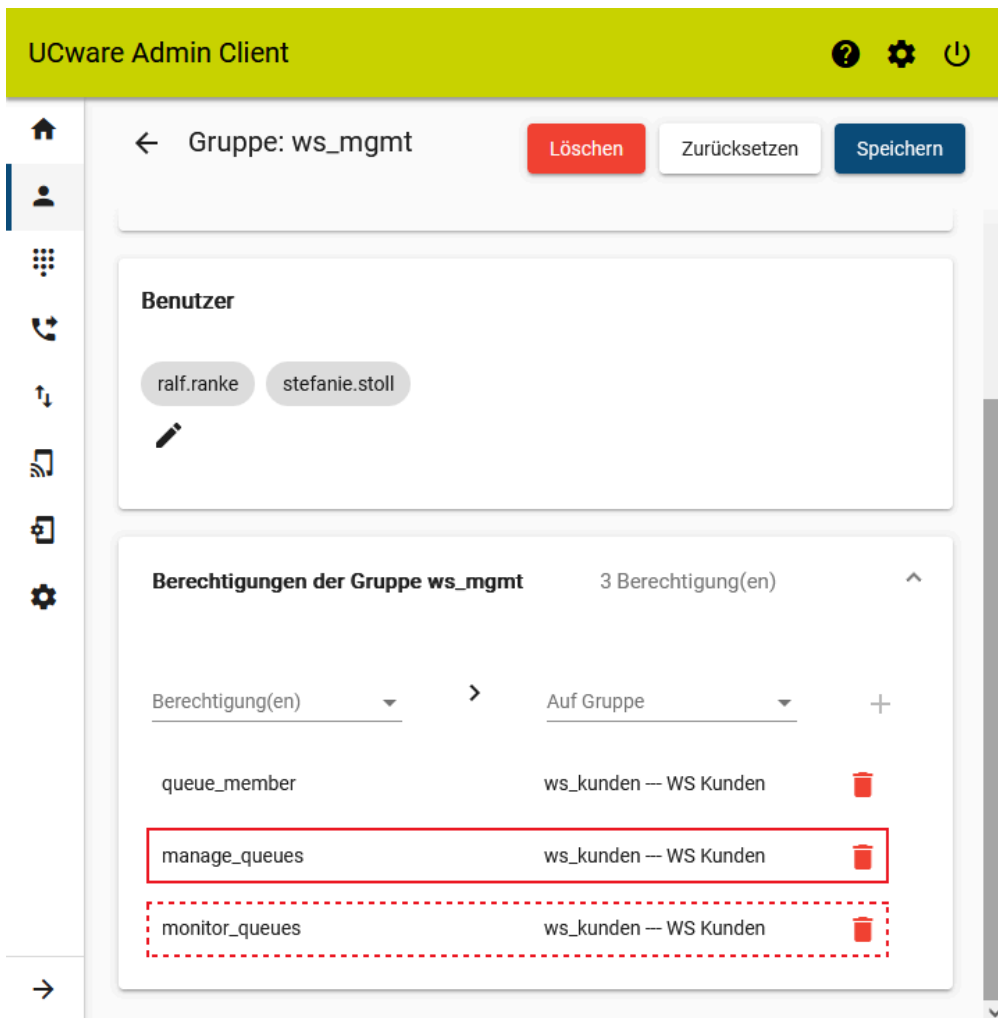 UCware Admin Client
Gruppe: ws_mgmt
Löschen
Zurücksetzen
Speichern
Benutzer
ralf.ranke
stefanie.stoll
Berechtigungen der Gruppe ws_mgmt
3 Berechtigung(en)
Berechtigung(en)
Auf Gruppe
queue_member
ws_kunden --- WS Kunden
manage_queues
ws_kunden --- WS Kunden
monitor_queues
ws_kunden --- WS Kunden